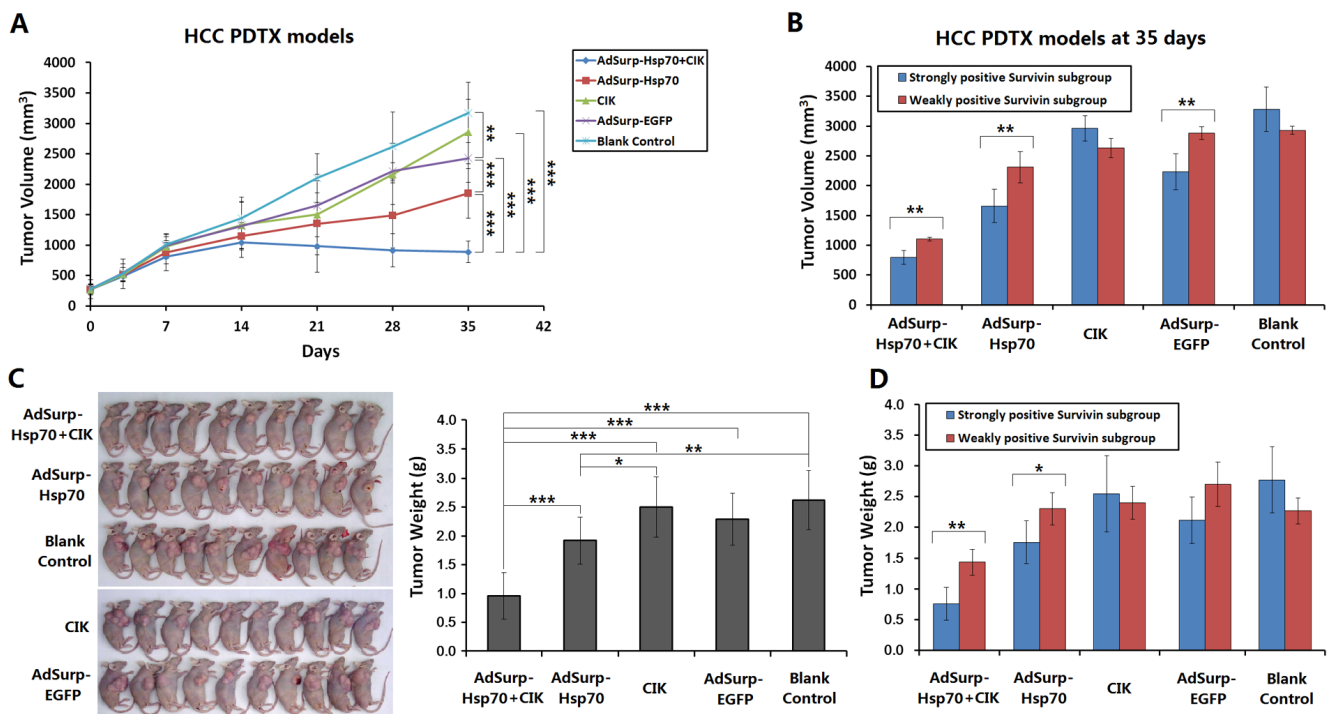 A
HCC PDTX models
Tumor Volume (mm³)
4000
3500
3000
2500
2000
1500
1000
500
0
0 7 14 21 28 35 42
Days
AdSurp-Hsp70+CIK
AdSurp-Hsp70
CIK
AdSurp-EGFP
Blank Control
**
***
***
***
***
***
B
HCC PDTX models at 35 days
Tumor Volume (mm³)
4000
3500
3000
2500
2000
1500
1000
500
0
Strongly positive Survivin subgroup
Weakly positive Survivin subgroup
**
**
**
AdSurp-
Hsp70+CIK
AdSurp-
Hsp70
CIK
AdSurp-
EGFP
Blank
Control
C
AdSurp-
Hsp70+CIK
AdSurp-
Hsp70
Blank
Control
CIK
AdSurp-
EGFP
Tumor Weight (g)
4.0
3.5
3.0
2.5
2.0
1.5
1.0
0.5
0.0
***
***
***
**
*
***
AdSurp-
Hsp70+CIK
AdSurp-
Hsp70
CIK
AdSurp-
EGFP
Blank
Control
D
Tumor Weight (g)
4.0
3.5
3.0
2.5
2.0
1.5
1.0
0.5
0.0
Strongly positive Survivin subgroup
Weakly positive Survivin subgroup
**
*
AdSurp-
Hsp70+CIK
AdSurp-
Hsp70
CIK
AdSurp-
EGFP
Blank
Control